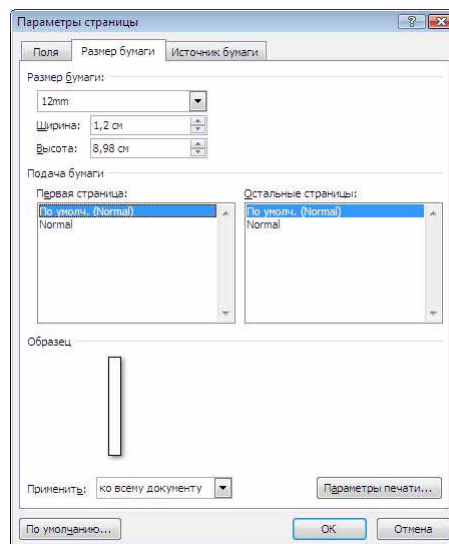 Параметры страницы
Поля Размер бумаги Источник бумаги
Размер бумаги:
12mm
Ширина: 1,2 см
Высота: 8,98 см
Подача бумаги
Первая страница: Остальные страницы:
По умолч. (Normal) По умолч. (Normal)
Normal Normal
Образец
Применить: ко всему документу Параметры печати...
По умолчанию... ОК Отмена